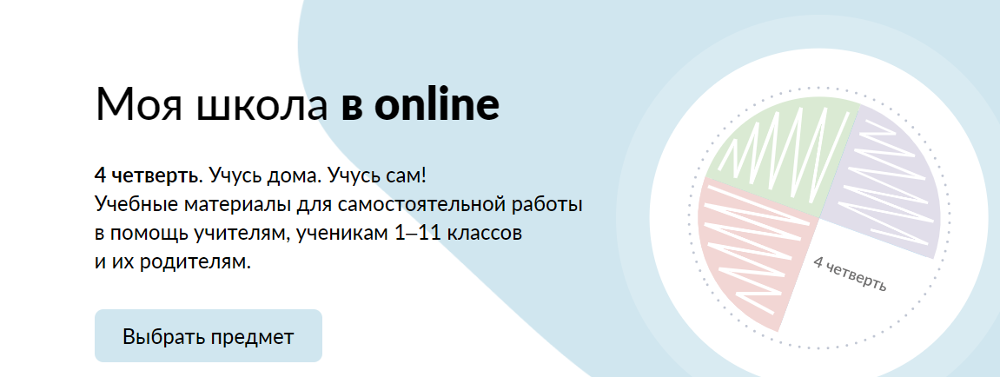 Моя школа в online
4 четверть. Учусь дома. Учусь сам!
Учебные материалы для самостоятельной работы
в помощь учителям, ученикам 1–11 классов
и их родителям.
Выбрать предмет
4 четверть